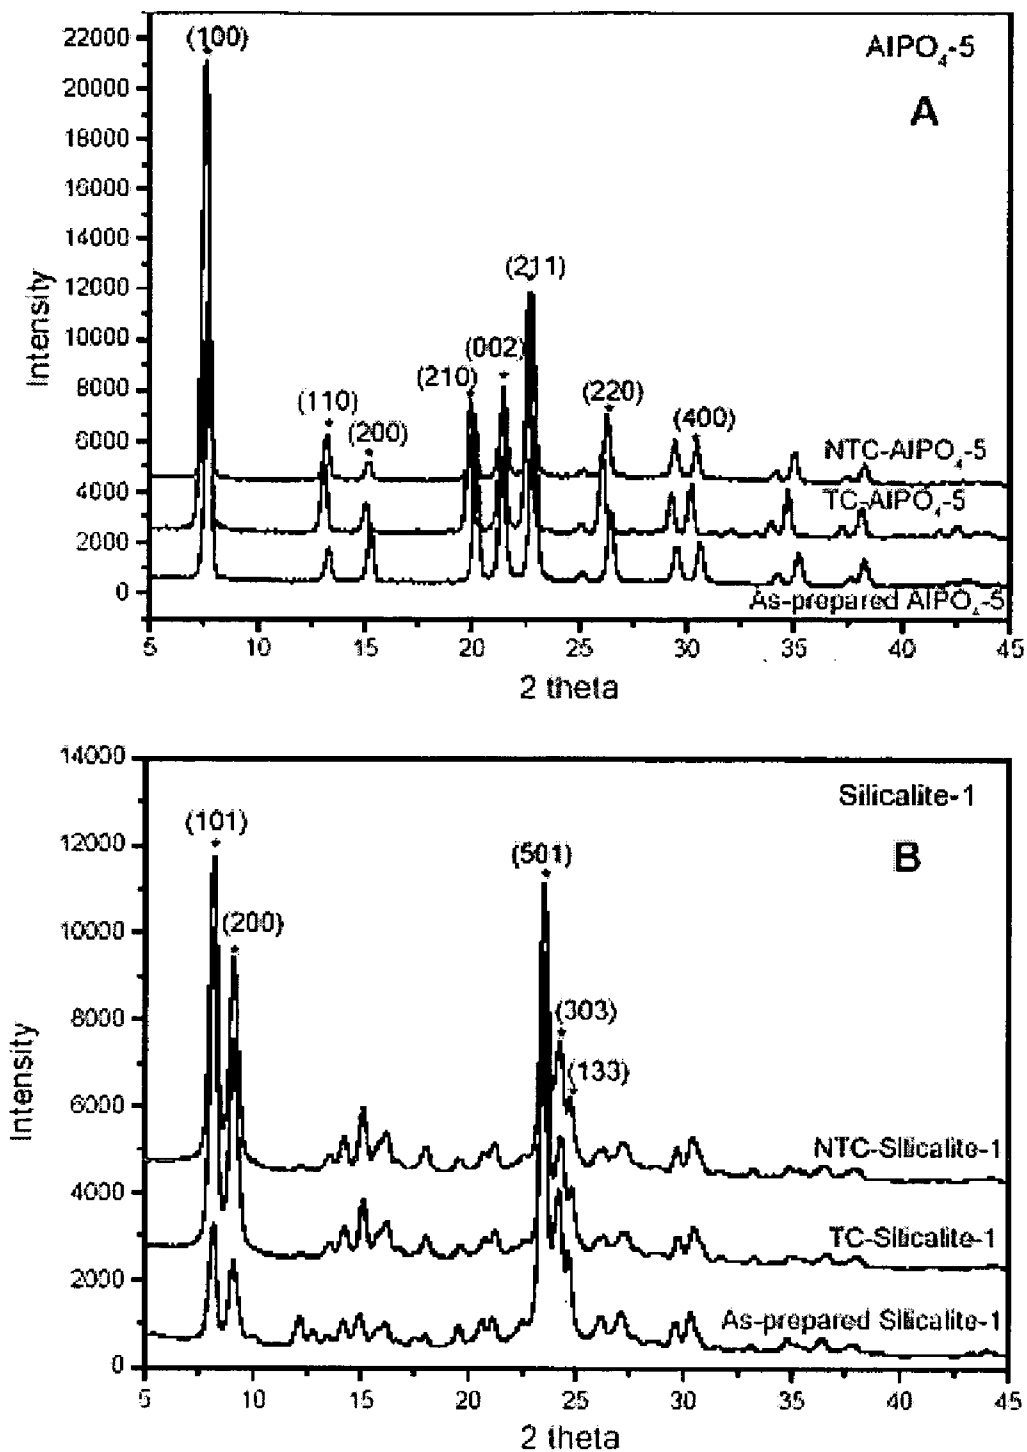 22000
(100)
AlPO4-5
20000
A
18000
16000
14000
(211)
12000
10000
(002)
8000
(210)
(220)
(110)
(200)
(400)
6000
NTC-AlPO4-5
4000
TC-AlPO4-5
2000
0
As-prepared AlPO4-5
Intensity
5 10 15 20 25 30 35 40 45
2 theta
14000
Silicalite-1
(101)
12000
B
(501)
(200)
10000
(303)
8000
(133)
6000
NTC-Silicalite-1
4000
TC-Silicalite-1
2000
As-prepared Silicalite-1
0
Intensity
5 10 15 20 25 30 35 40 45
2 theta